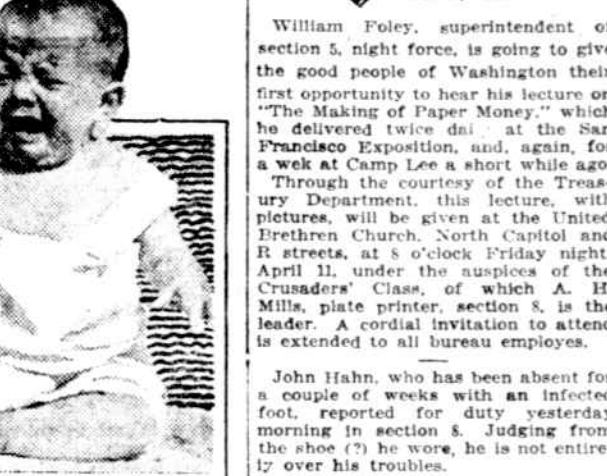 William Foley, superintendent of
section 5, night force, is going to give
the good people of Washington their
first opportunity to hear his lecture on
"The Making of Paper Money," which
he delivered twice dai at the San
Francisco Exposition, and, again, for
a wek at Camp Lee a short while ago.
Through the courtesy of the Treas-
ury Department, this lecture, with
pictures, will be given at the United
Brethren Church, North Capitol and
R streets, at 8 o'clock Friday night,
April 11, under the auspices of the
Crusaders' Class, of which A. H.
Mills, plate printer, section 8, is the
leader. A cordial invitation to attend
is extended to all bureau employes.
John Hahn, who has been absent for
a couple of weeks with an infected
foot, reported for duty yesterday
morning in section 8. Judging from
the shoe (?) he wore, he is not entire-
ly over his troubles.